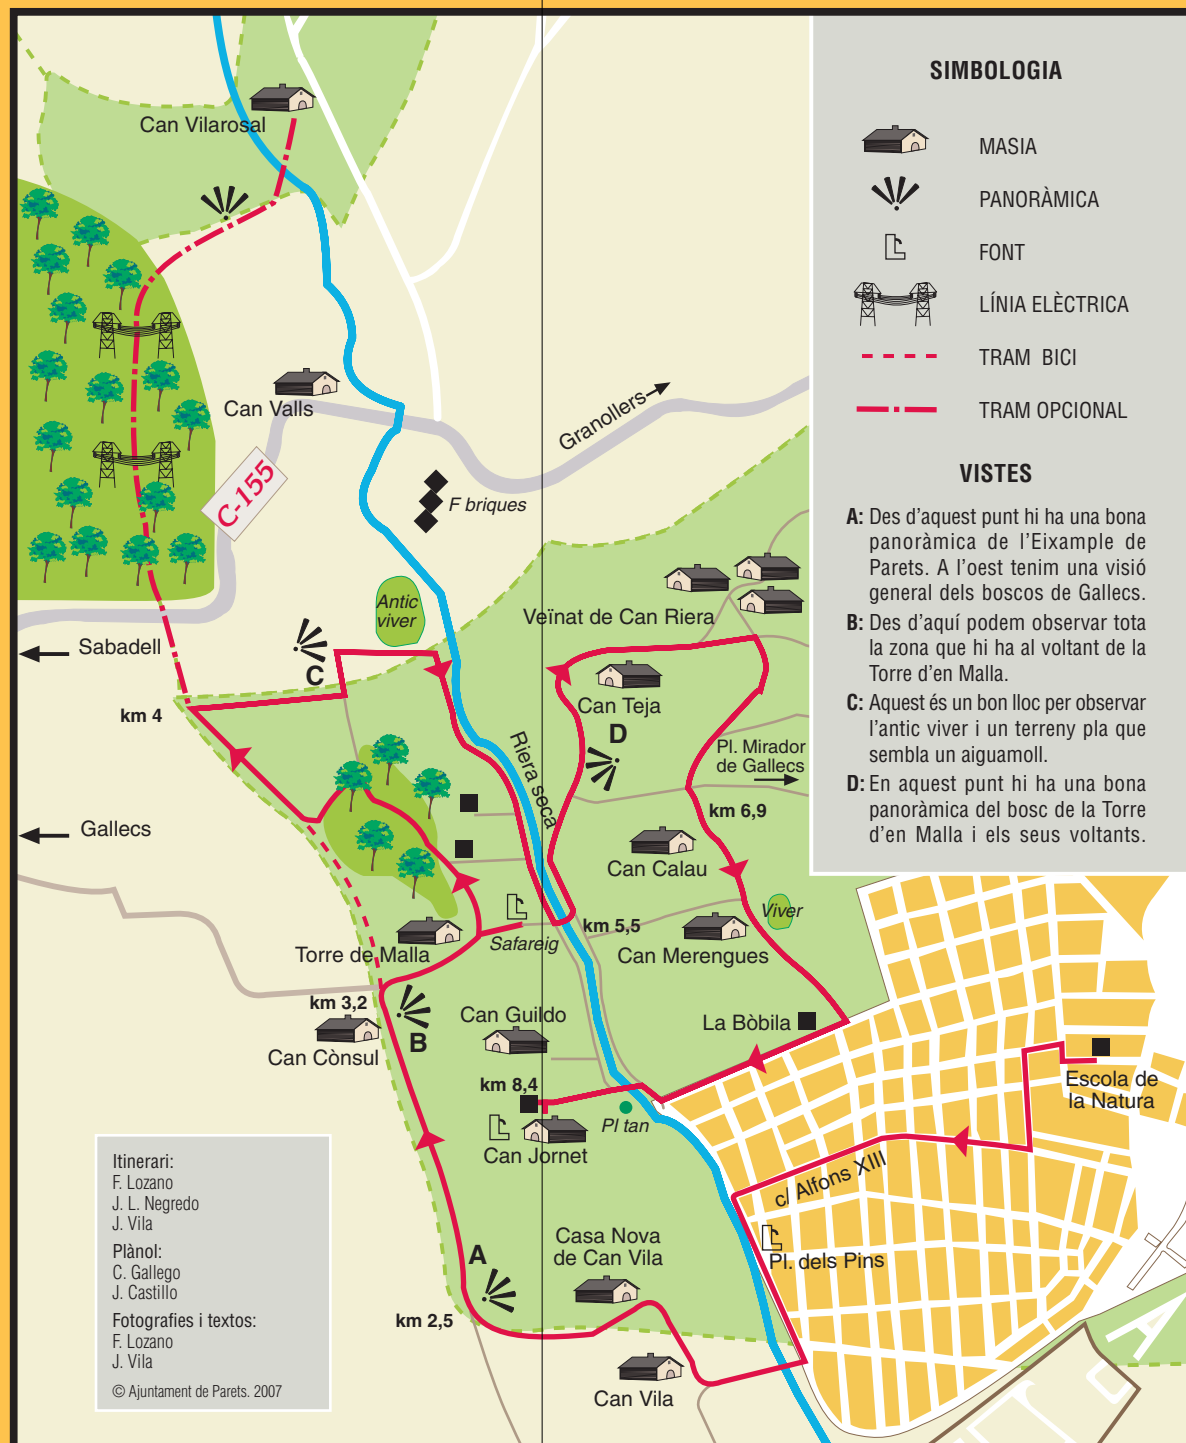 SIMBOLOGIA
MASIA
PANORÀMICA
FONT
LÍNIA ELÈCTRICA
TRAM BICI
TRAM OPCIONAL
VISTES
A: Des d'aquest punt hi ha una bona
panoràmica de l'Eixample de
Parets. A l'oest tenim una visió
general dels boscos de Gallecs.
B: Des d'aquí podem observar tota
la zona que hi ha al voltant de la
Torre d'en Malla.
C: Aquest és un bon lloc per observar
l'antic viver i un terreny pla que
sembla un aiguamoll.
D: En aquest punt hi ha una bona
panoràmica del bosc de la Torre
d'en Malla i els seus voltants.
Can Vilarosal
Can Valls
Granollers
C-155
F briques
Antic
viver
Veïnat de Can Riera
Sabadell
C
km 4
Can Teja
D
Riera seca
Pl. Mirador
de Gallecs
km 6,9
Gallecs
Can Calau
Viver
Safareig
km 5,5
Torre de Malla
Can Merengues
km 3,2
Can Guildo
La Bòbila
B
Can Cònsul
km 8,4
Escola de
la Natura
Pl tan
Can Jornet
c/ Alfons XIII
Casa Nova
de Can Vila
A
Pl. dels Pins
km 2,5
Can Vila
Itinerari:
F. Lozano
J. L. Negredo
J. Vila
Plànol:
C. Gallego
J. Castillo
Fotografies i textos:
F. Lozano
J. Vila
© Ajuntament de Parets. 2007